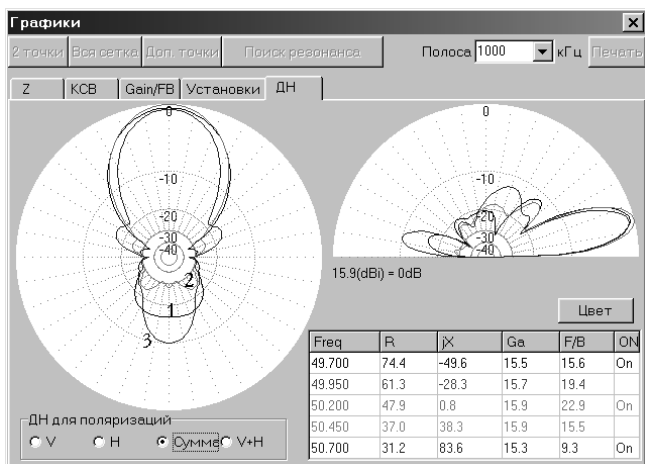 Графики
2 точки Вся сетка Доп. точки Поиск резонанса Полоса 1000 кГц Печать
Z КСВ Gain/FB Установки ДН
0
-10
-20
-30
-40
2
1
3
0
-10
-20
-30
-40
15.9(dBi) = 0dB
Цвет
Freq R jX Ga F/B ON
49.700 74.4 -49.6 15.5 15.6 On
49.950 61.3 -28.3 15.7 19.4
50.200 47.9 0.8 15.9 22.9 On
50.450 37.0 38.3 15.9 15.5
50.700 31.2 83.6 15.3 9.3 On
ДН для поляризаций
V H Сумма V+H